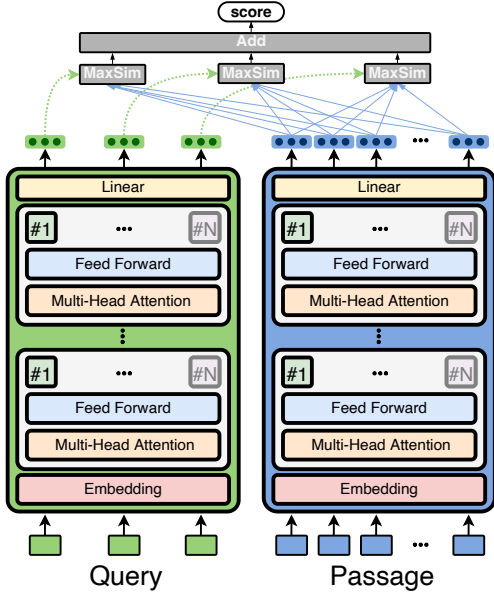 score
Add
MaxSim MaxSim MaxSim
Linear Linear
#1 ... #N #1 ... #N
Feed Forward Feed Forward
Multi-Head Attention Multi-Head Attention
#1 ... #N #1 ... #N
Feed Forward Feed Forward
Multi-Head Attention Multi-Head Attention
Embedding Embedding
Query Passage